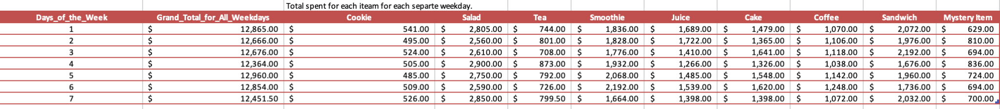 Total spent for each iteam for each separte weekday.
Days_of_the_Week Grand_Total_for_All_Weekdays Cookie Salad Tea Smoothie Juice Cake Coffee Sandwich Mystery Item
1 $ 12,865.00 $ 541.00 $ 2,805.00 $ 744.00 $ 1,836.00 $ 1,689.00 $ 1,479.00 $ 1,070.00 $ 2,072.00 $ 629.00
2 $ 12,666.00 $ 495.00 $ 2,560.00 $ 801.00 $ 1,828.00 $ 1,722.00 $ 1,365.00 $ 1,106.00 $ 1,976.00 $ 810.00
3 $ 12,676.00 $ 524.00 $ 2,610.00 $ 708.00 $ 1,776.00 $ 1,410.00 $ 1,641.00 $ 1,118.00 $ 2,192.00 $ 694.00
4 $ 12,364.00 $ 505.00 $ 2,900.00 $ 873.00 $ 1,932.00 $ 1,266.00 $ 1,326.00 $ 1,038.00 $ 1,676.00 $ 836.00
5 $ 12,960.00 $ 485.00 $ 2,750.00 $ 792.00 $ 2,068.00 $ 1,485.00 $ 1,548.00 $ 1,142.00 $ 1,960.00 $ 724.00
6 $ 12,854.00 $ 509.00 $ 2,590.00 $ 726.00 $ 2,192.00 $ 1,539.00 $ 1,620.00 $ 1,248.00 $ 1,736.00 $ 694.00
7 $ 12,451.50 $ 526.00 $ 2,850.00 $ 799.50 $ 1,664.00 $ 1,398.00 $ 1,398.00 $ 1,072.00 $ 2,032.00 $ 700.00